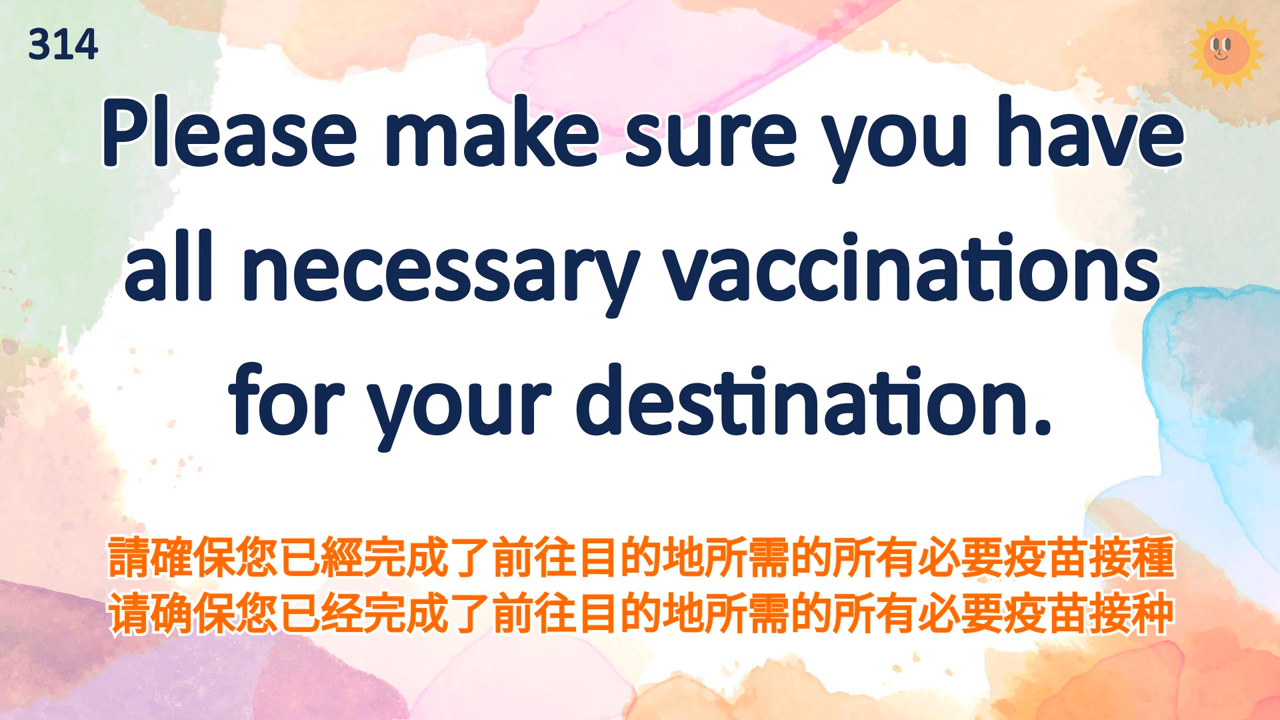 314
Please make sure you have
all necessary vaccinations
for your destination.
請確保您已經完成了前往目的地所需的所有必要疫苗接種
请确保您已经完成了前往目的地所需的所有必要疫苗接种